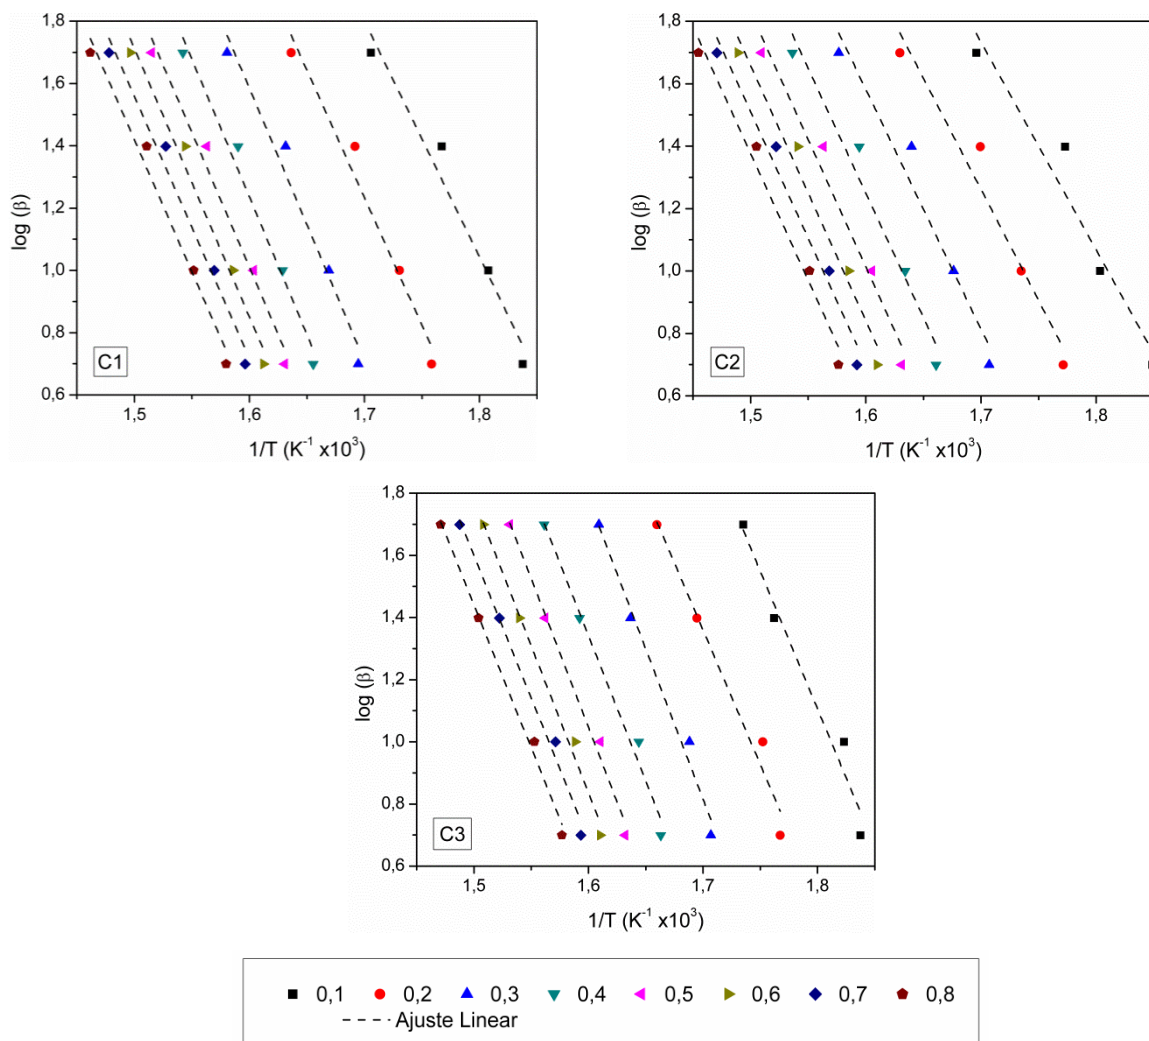 1,8
1,6
1,4
1,2
1,0
0,8
0,6
log (β)
C1
1,5 1,6 1,7 1,8
1/T (K⁻¹ x10³)
1,8
1,6
1,4
1,2
1,0
0,8
0,6
log (β)
C2
1,5 1,6 1,7 1,8
1/T (K⁻¹ x10³)
1,8
1,6
1,4
1,2
1,0
0,8
0,6
log (β)
C3
1,5 1,6 1,7 1,8
1/T (K⁻¹ x10³)
0,1 0,2 0,3 0,4 0,5 0,6 0,7 0,8
Ajuste Linear